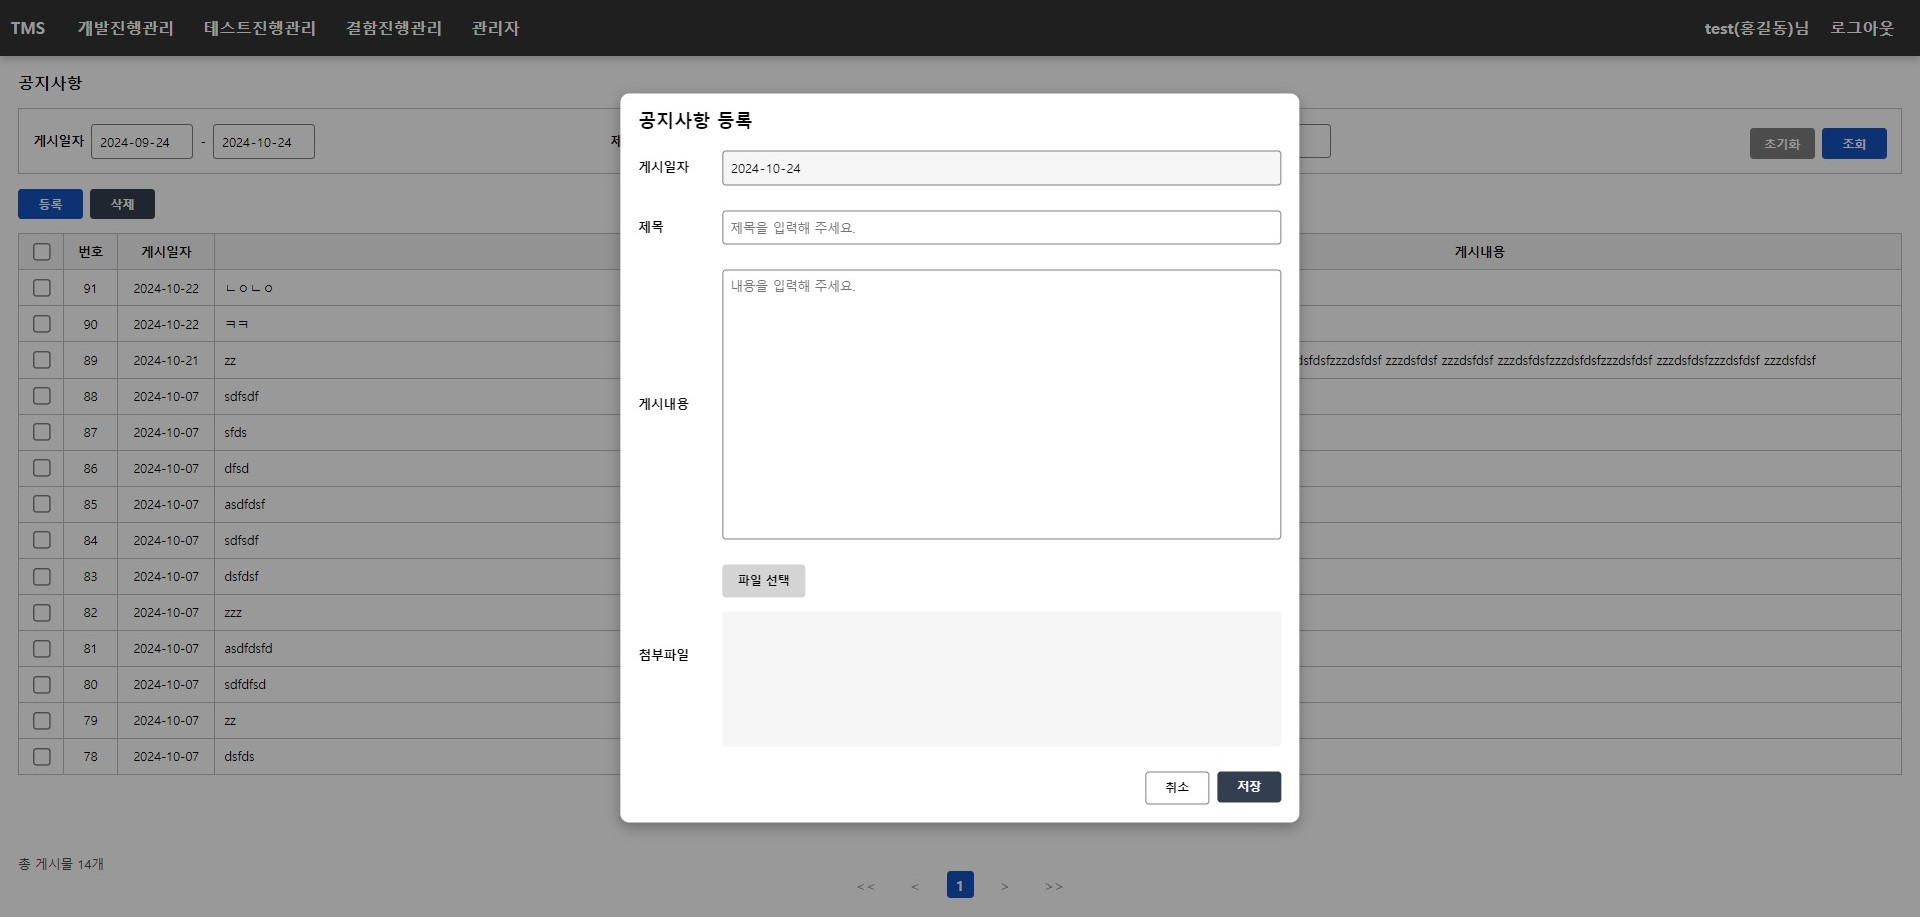 TMS 개발진행관리 테스트진행관리 결함진행관리 관리자 test(홍길동)님 로그아웃
공지사항
게시일자 2024-09-24 - 2024-10-24 초기화 조회
등록 삭제
번호 게시일자 게시내용
91 2024-10-22 ㄴㅇㄴㅇ
90 2024-10-22 ㅋㅋ
89 2024-10-21 zz dsfdsfzzzdsfdsf zzzdsfdsf zzzdsfdsf zzzdsfdsfzzzdsfdsfzzzdsfdsf zzzdsfdsfzzzdsfdsf zzzdsfdsf
88 2024-10-07 sdfsdf
87 2024-10-07 sfds
86 2024-10-07 dfsd
85 2024-10-07 asdfdsf
84 2024-10-07 sdfsdf
83 2024-10-07 dsfdsf
82 2024-10-07 zzz
81 2024-10-07 asdfdsfd
80 2024-10-07 sdfdfsd
79 2024-10-07 zz
78 2024-10-07 dsfds
총 게시물 14개
<< < 1 > >>
공지사항 등록
게시일자 2024-10-24
제목 제목을 입력해 주세요.
게시내용 내용을 입력해 주세요.
파일 선택
첨부파일
취소 저장